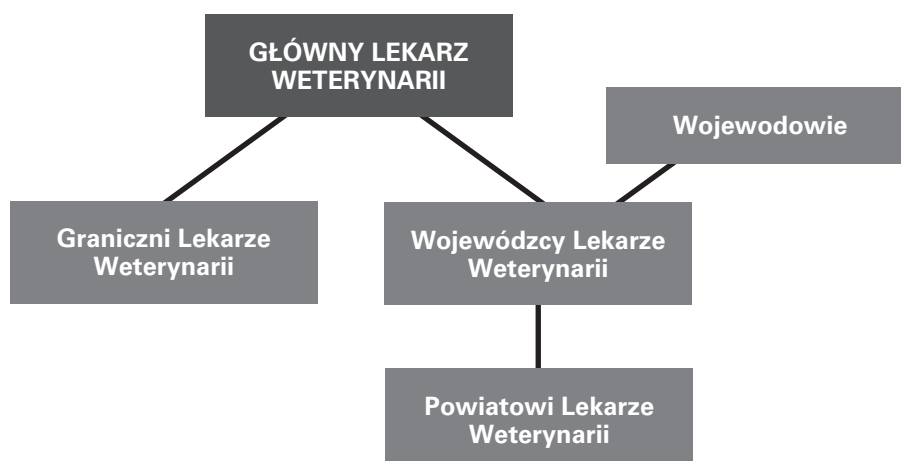 GŁÓWNY LEKARZ
WETERYNARII
Wojewodowie
Graniczni Lekarze
Weterynarii
Wojewódzcy Lekarze
Weterynarii
Powiatowi Lekarze
Weterynarii